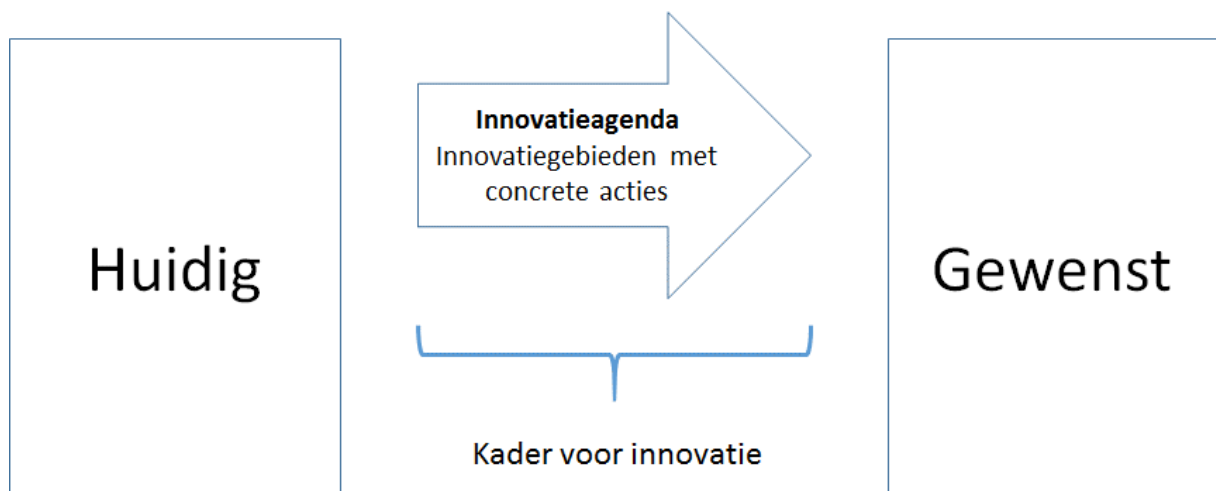 Huidig
Innovatieagenda
Innovatiegebieden met
concrete acties
Kader voor innovatie
Gewenst